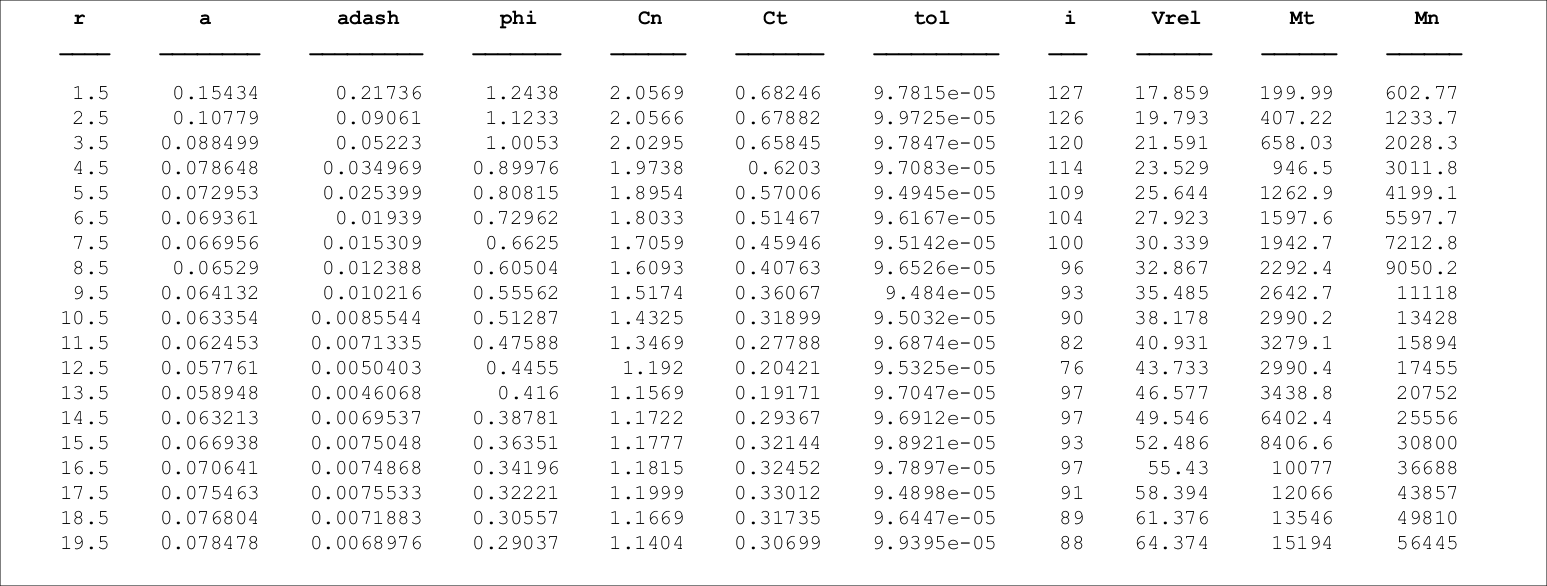 r a adash phi Cn Ct tol i Vrel Mt Mn
1.5 0.15434 0.21736 1.2438 2.0569 0.68246 9.7815e-05 127 17.859 199.99 602.77
2.5 0.10779 0.09061 1.1233 2.0566 0.67882 9.9725e-05 126 19.793 407.22 1233.7
3.5 0.088499 0.05223 1.0053 2.0295 0.65845 9.7847e-05 120 21.591 658.03 2028.3
4.5 0.078648 0.034969 0.89976 1.9738 0.6203 9.7083e-05 114 23.529 946.5 3011.8
5.5 0.072953 0.025399 0.80815 1.8954 0.57006 9.4945e-05 109 25.644 1262.9 4199.1
6.5 0.069361 0.01939 0.72962 1.8033 0.51467 9.6167e-05 104 27.923 1597.6 5597.7
7.5 0.066956 0.015309 0.6625 1.7059 0.45946 9.5142e-05 100 30.339 1942.7 7212.8
8.5 0.06529 0.012388 0.60504 1.6093 0.40763 9.6526e-05 96 32.867 2292.4 9050.2
9.5 0.064132 0.010216 0.55562 1.5174 0.36067 9.484e-05 93 35.485 2642.7 11118
10.5 0.063354 0.0085544 0.51287 1.4325 0.31899 9.5032e-05 90 38.178 2990.2 13428
11.5 0.062453 0.0071335 0.47588 1.3469 0.27788 9.6874e-05 82 40.931 3279.1 15894
12.5 0.057761 0.0050403 0.4455 1.192 0.20421 9.5325e-05 76 43.733 2990.4 17455
13.5 0.058948 0.0046068 0.416 1.1569 0.19171 9.7047e-05 97 46.577 3438.8 20752
14.5 0.063213 0.0069537 0.38781 1.1722 0.29367 9.6912e-05 97 49.546 6402.4 25556
15.5 0.066938 0.0075048 0.36351 1.1777 0.32144 9.8921e-05 93 52.486 8406.6 30800
16.5 0.070641 0.0074868 0.34196 1.1815 0.32452 9.7897e-05 97 55.43 10077 36688
17.5 0.075463 0.0075533 0.32221 1.1999 0.33012 9.4898e-05 91 58.394 12066 43857
18.5 0.076804 0.0071883 0.30557 1.1669 0.31735 9.6447e-05 89 61.376 13546 49810
19.5 0.078478 0.0068976 0.29037 1.1404 0.30699 9.9395e-05 88 64.374 15194 56445